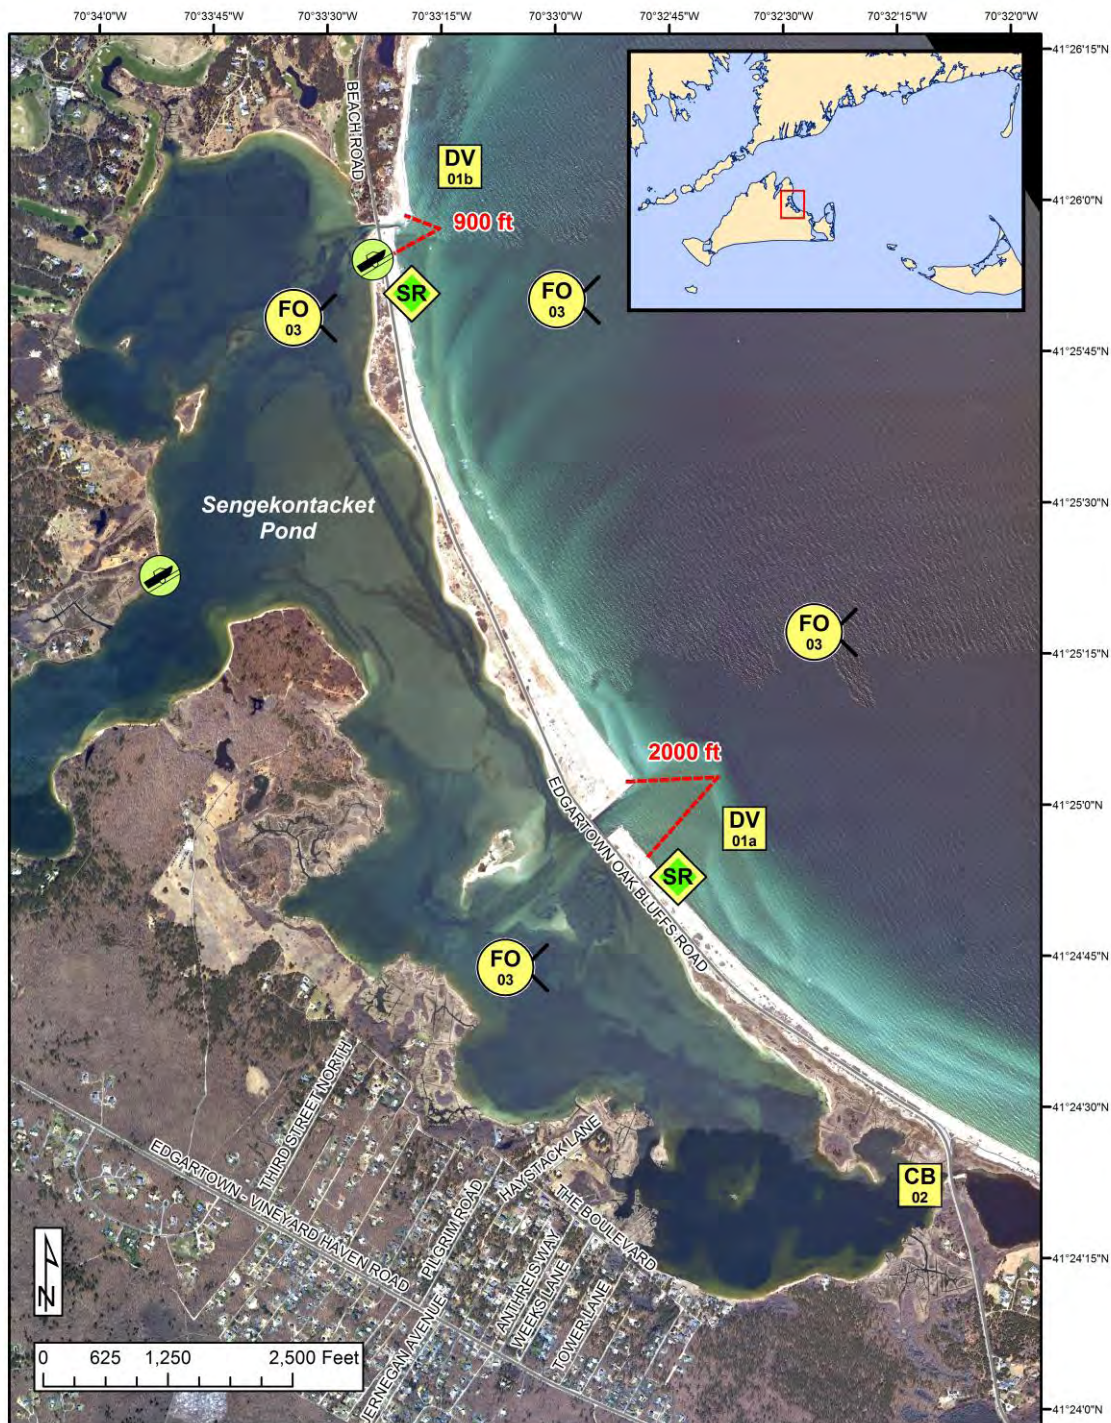 70°34'0"W
70°33'45"W
70°33'30"W
70°33'15"W
70°33'0"W
70°32'45"W
70°32'30"W
70°32'15"W
70°32'0"W
41°26'15"N
41°26'0"N
41°25'45"N
41°25'30"N
41°25'15"N
41°25'0"N
41°24'45"N
41°24'30"N
41°24'15"N
41°24'0"N
BEACH ROAD
DV
01b
900 ft
SR
FO
03
FO
03
Sengekontacket
Pond
FO
03
2000 ft
EDGARTOWN OAK BLUFFS ROAD
DV
01a
SR
FO
03
THIRD STREET NORTH
EDGARTOWN - VINEYARD HAVEN ROAD
PILGRIM ROAD
HAYSTACK LANE
THE BOULEVARD
CB
02
ANTHIEISWAY
WEEKS LANE
TOWER LANE
JERNEGAN AVENUE
N
0 625 1,250 2,500 Feet